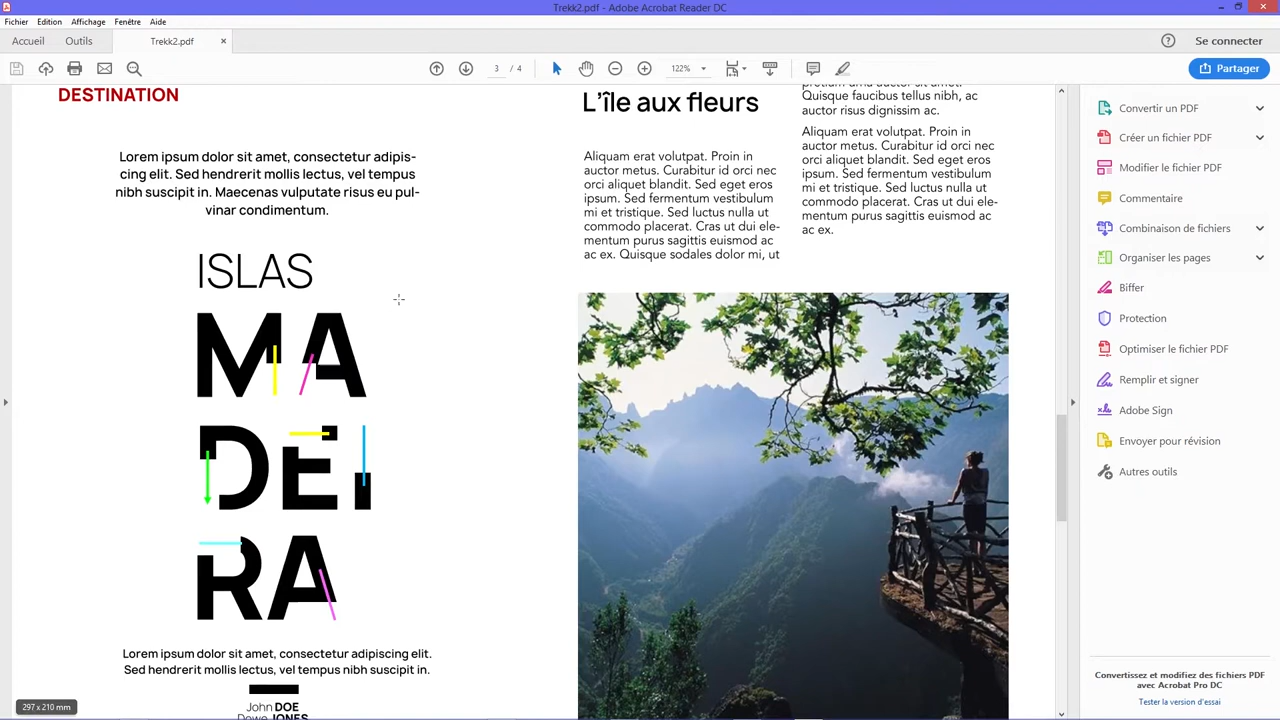 Trekk2.pdf - Adobe Acrobat Reader DC
Fichier Edition Affichage Fenêtre Aide
Accueil Outils Trekk2.pdf × Se connecter
3 / 4 122% Partager
DESTINATION
Lorem ipsum dolor sit amet, consectetur adipis-
cing elit. Sed hendrerit mollis lectus, vel tempus
nibh suscipit in. Maecenas vulputate risus eu pul-
vinar condimentum.
ISLAS
MA
DEI
RA
Lorem ipsum dolor sit amet, consectetur adipiscing elit.
Sed hendrerit mollis lectus, vel tempus nibh suscipit in.
John DOE
Dowe JONES
297 x 210 mm
L'île aux fleurs
Aliquam erat volutpat. Proin in
auctor metus. Curabitur id orci nec
orci aliquet blandit. Sed eget eros
ipsum. Sed fermentum vestibulum
mi et tristique. Sed luctus nulla ut
commodo placerat. Cras ut dui ele-
mentum purus sagittis euismod ac
ac ex. Quisque sodales dolor mi, ut
pretium urna auctor sit amet.
Quisque faucibus tellus nibh, ac
auctor risus dignissim ac.
Aliquam erat volutpat. Proin in
auctor metus. Curabitur id orci nec
orci aliquet blandit. Sed eget eros
ipsum. Sed fermentum vestibulum
mi et tristique. Sed luctus nulla ut
commodo placerat. Cras ut dui ele-
mentum purus sagittis euismod ac
ac ex.
Convertir un PDF
Créer un fichier PDF
Modifier le fichier PDF
Commentaire
Combinaison de fichiers
Organiser les pages
Biffer
Protection
Optimiser le fichier PDF
Remplir et signer
Adobe Sign
Envoyer pour révision
Autres outils
Convertissez et modifiez des fichiers PDF
avec Acrobat Pro DC
Tester la version d'essai